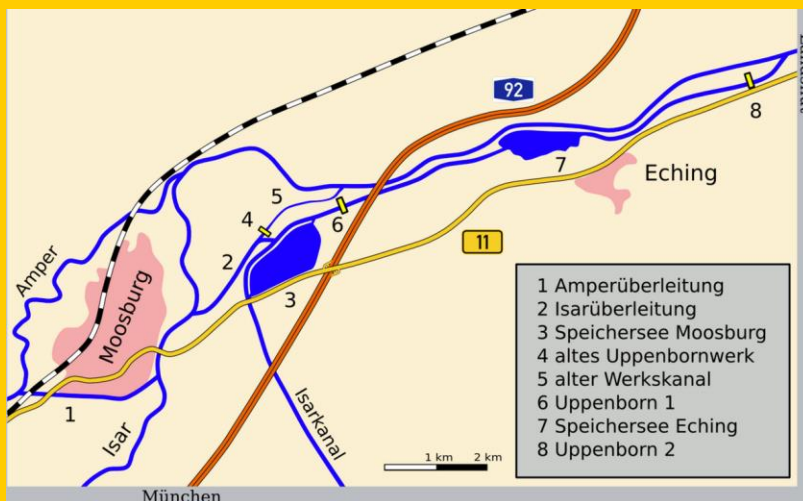 92
8
7
Eching
5
4
6
Amper
2
11
Moosburg
3
1
Isar
Isarkanal
1 km 2 km
München
1 Amperüberleitung
2 Isarüberleitung
3 Speichersee Moosburg
4 altes Uppenbornwerk
5 alter Werkskanal
6 Uppenborn 1
7 Speichersee Eching
8 Uppenborn 2